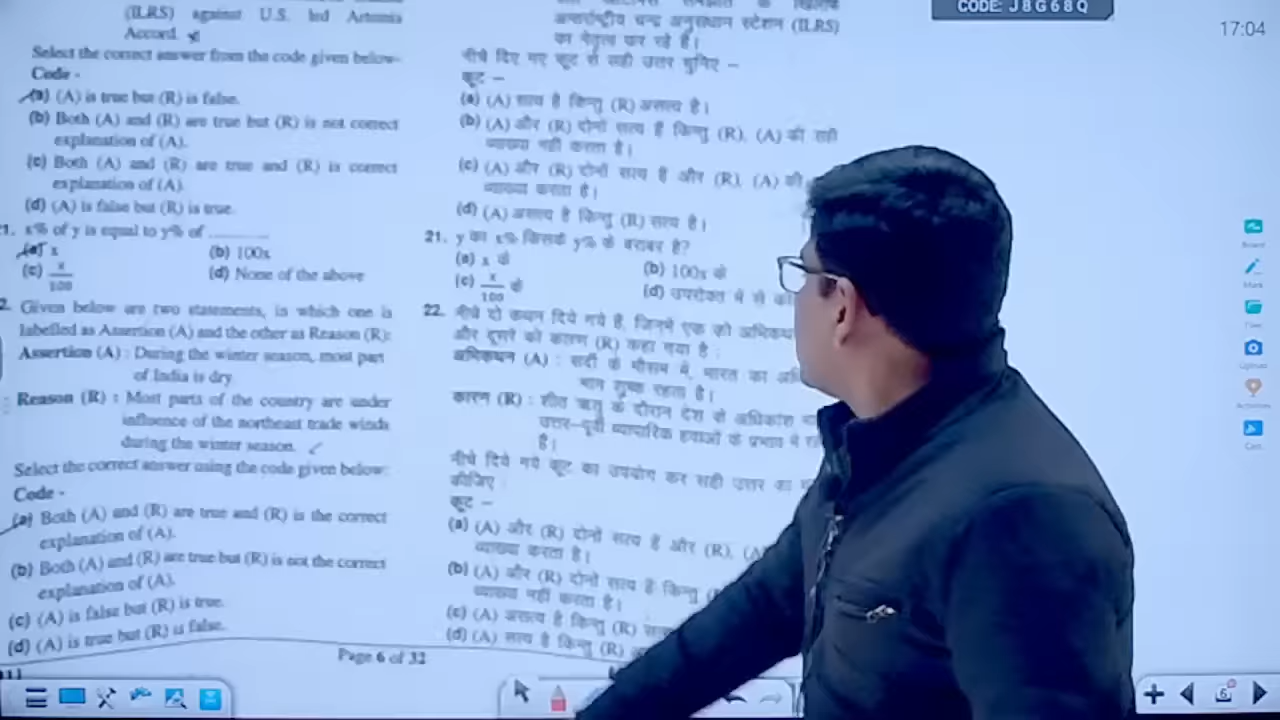 CODE: J8G68Q
17:04
(ILRS) against U.S. led Artemis
Accord.
Select the correct answer from the code given below-
Code -
(a) (A) is true but (R) is false.
(b) Both (A) and (R) are true but (R) is not correct
explanation of (A).
(c) Both (A) and (R) are true and (R) is correct
explanation of (A).
(d) (A) is false but (R) is true.
1. x% of y is equal to y% of ..........
(a) x
(b) 100x
(c) x/100
(d) None of the above
2. Given below are two statements, in which one is
labelled as Assertion (A) and the other as Reason (R):
Assertion (A) : During the winter season, most part
of India is dry.
Reason (R) : Most parts of the country are under
influence of the northeast trade winds
during the winter season.
Select the correct answer using the code given below:
Code -
(a) Both (A) and (R) are true and (R) is the correct
explanation of (A).
(b) Both (A) and (R) are true but (R) is not the correct
explanation of (A).
(c) (A) is false but (R) is true.
(d) (A) is true but (R) is false.
अन्तर्राष्ट्रीय चन्द्र अनुसंधान स्टेशन (ILRS)
का नेतृत्व कर रहे हैं।
नीचे दिए गए कूट से सही उत्तर चुनिए –
कूट –
(a) (A) सत्य है किन्तु (R) असत्य है।
(b) (A) और (R) दोनों सत्य हैं किन्तु (R), (A) की सही
व्याख्या नहीं करता है।
(c) (A) और (R) दोनों सत्य हैं और (R), (A) की
व्याख्या करता है।
(d) (A) असत्य है किन्तु (R) सत्य है।
21. y का x% किसके y% के बराबर है?
(a) x के
(b) 100x के
(c) x/100 के
(d) उपरोक्त में से
22. नीचे दो कथन दिये गये हैं, जिनमें एक को अभिकथन
और दूसरे को कारण (R) कहा गया है :
अभिकथन (A) : सर्दी के मौसम में, भारत का
भाग शुष्क रहता है।
कारण (R) : शीत ऋतु के दौरान देश के अधिकांश
उत्तर–पूर्वी व्यापारिक हवाओं के प्रभाव में
हैं।
नीचे दिये गये कूट का उपयोग कर सही उत्तर का
कीजिए :
कूट –
(a) (A) और (R) दोनों सत्य हैं और (R), (A)
व्याख्या करता है।
(b) (A) और (R) दोनों सत्य हैं किन्तु
व्याख्या नहीं करता है।
(c) (A) असत्य है किन्तु (R)
(d) (A) सत्य है किन्तु (R)
Page 6 of 32